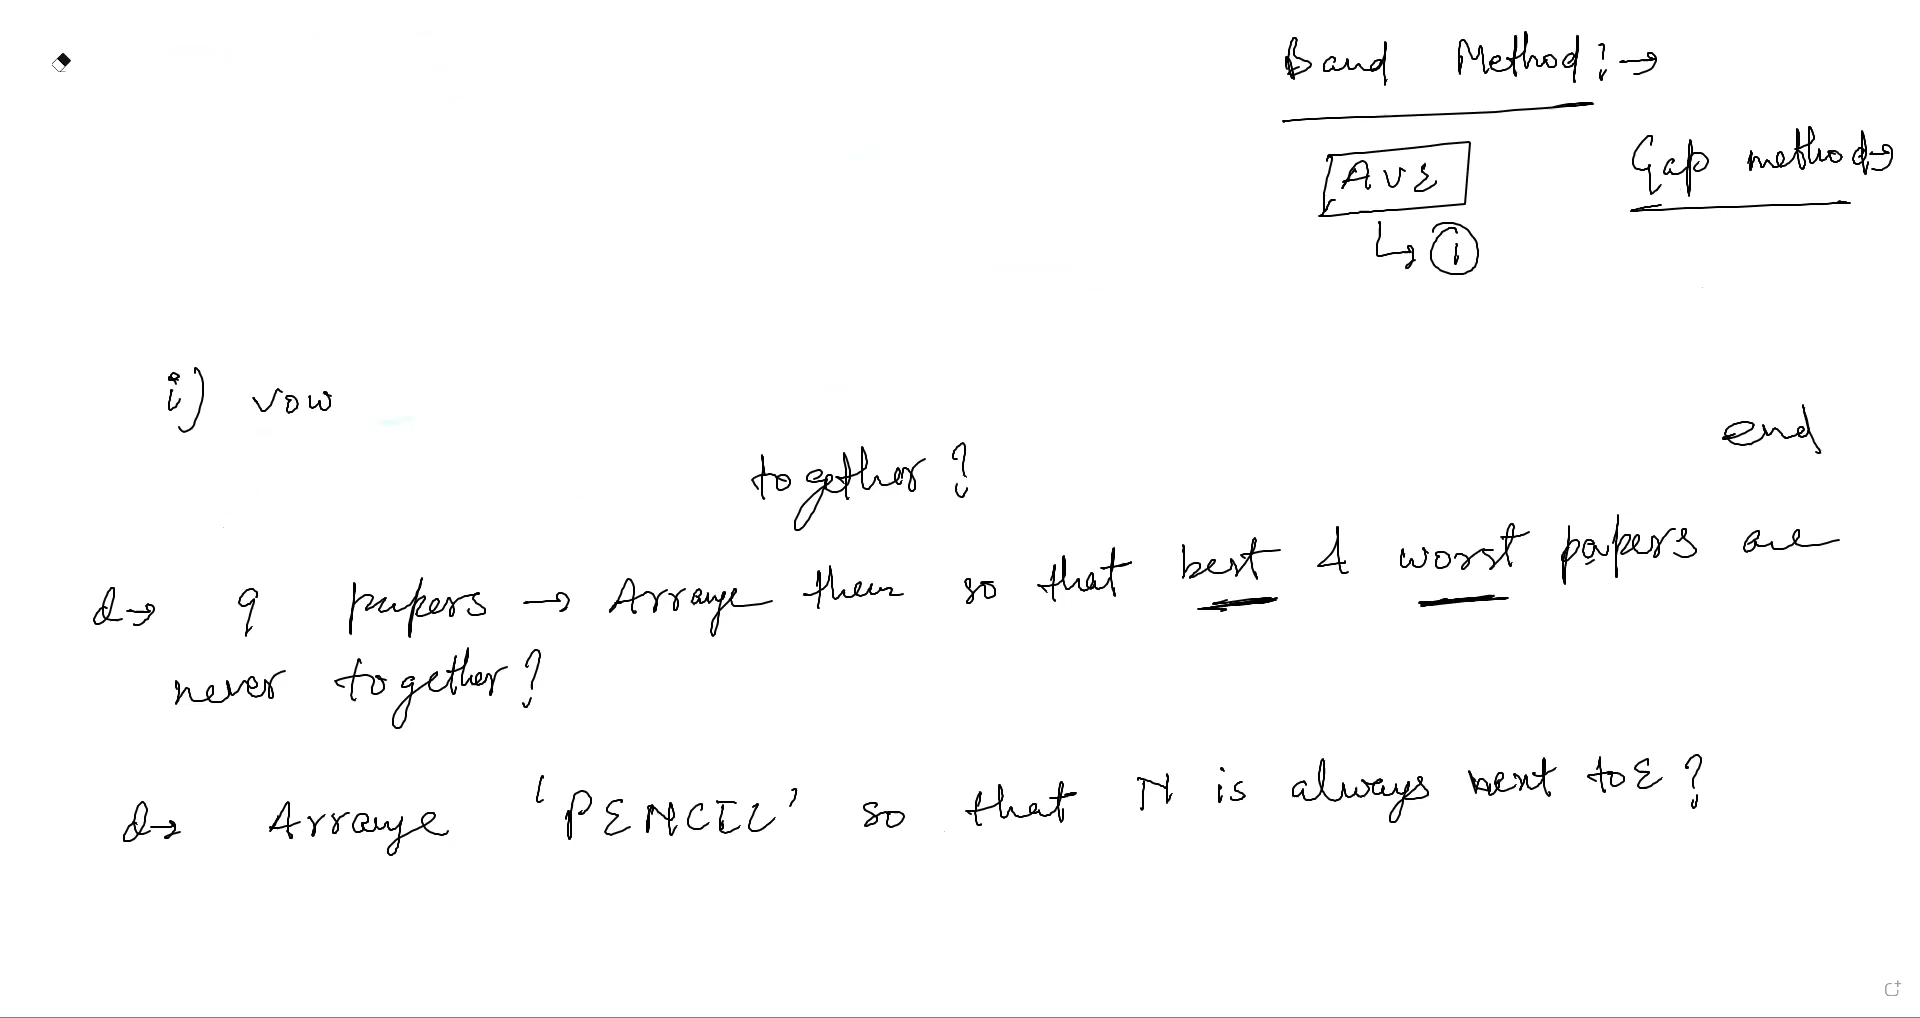 Band Method :→
Gap method→
AVE
↳ 1
i) vow
end
together ?
Q→ 9 papers → Arrange them so that best & worst papers are
never together ?
Q→ Arrange 'PENCIL' so that N is always next to E ?